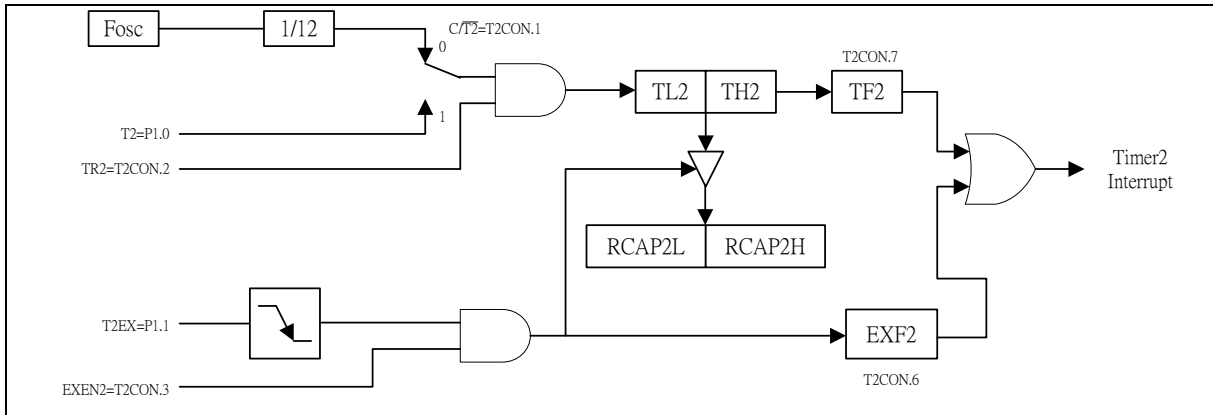 Fosc
1/12
C/T2=T2CON.1
0
1
T2=P1.0
TR2=T2CON.2
TL2
TH2
T2CON.7
TF2
Timer2
Interrupt
RCAP2L
RCAP2H
T2EX=P1.1
EXEN2=T2CON.3
EXF2
T2CON.6